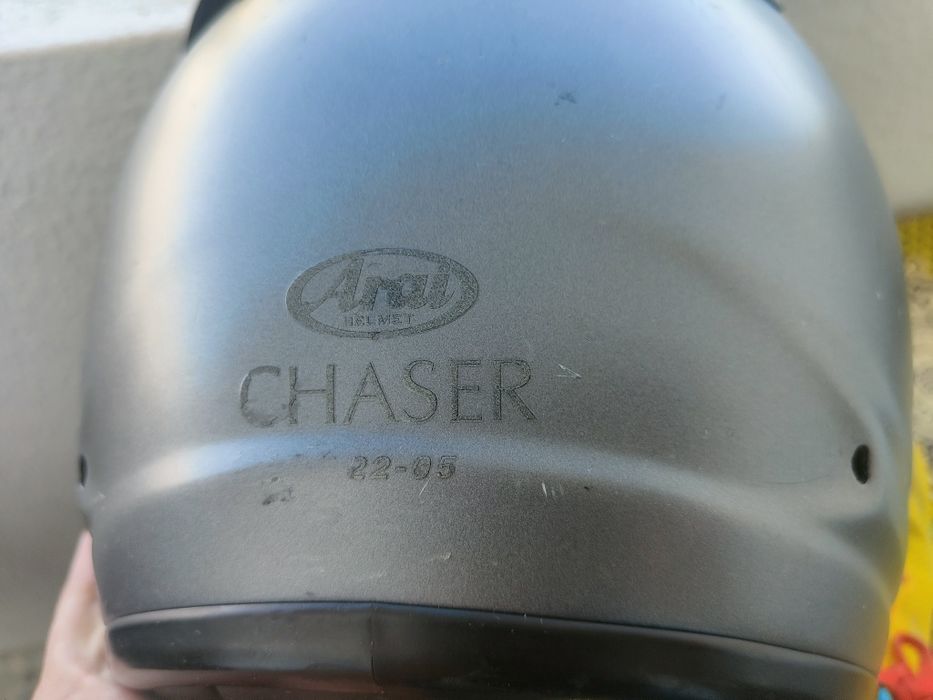 Arai
HELMET
CHASER
22-05